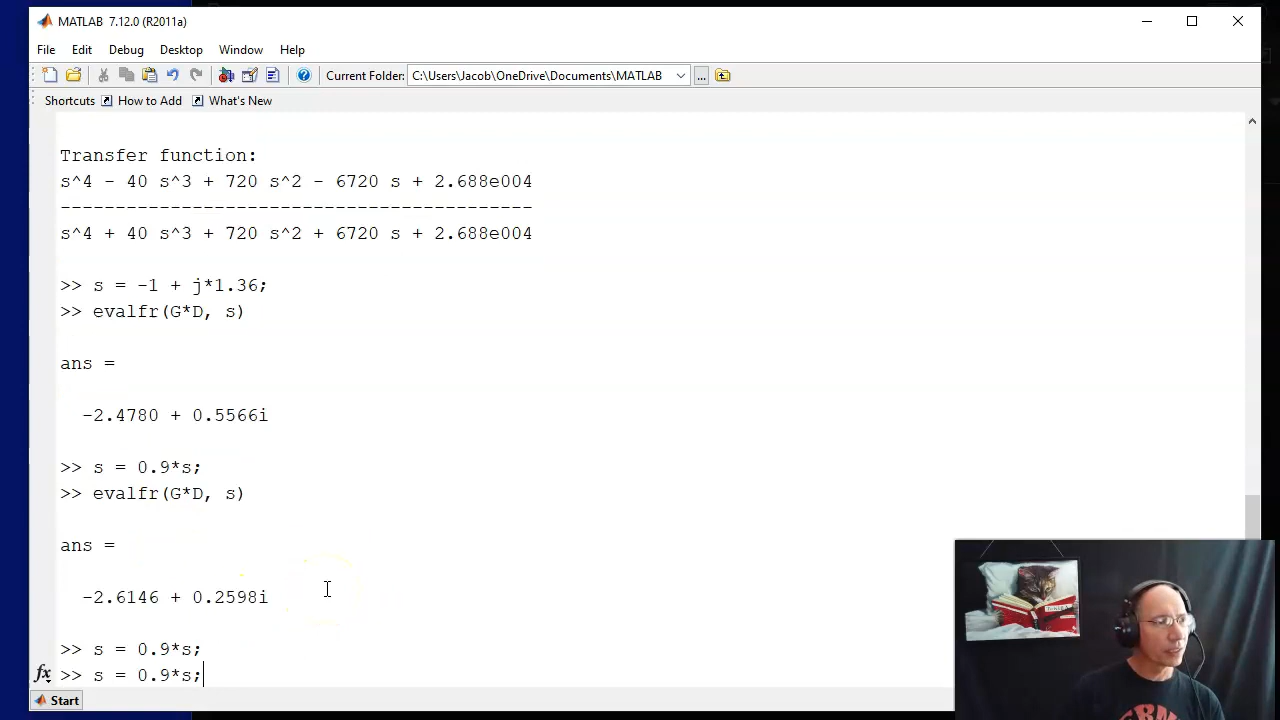 MATLAB 7.12.0 (R2011a)
File Edit Debug Desktop Window Help
Current Folder: C:\Users\Jacob\OneDrive\Documents\MATLAB ...
Shortcuts How to Add What's New
Transfer function:
s^4 - 40 s^3 + 720 s^2 - 6720 s + 2.688e004
-------------------------------------------
s^4 + 40 s^3 + 720 s^2 + 6720 s + 2.688e004
>> s = -1 + j*1.36;
>> evalfr(G*D, s)
ans =
-2.4780 + 0.5566i
>> s = 0.9*s;
>> evalfr(G*D, s)
ans =
-2.6146 + 0.2598i
>> s = 0.9*s;
fx >> s = 0.9*s;
Start